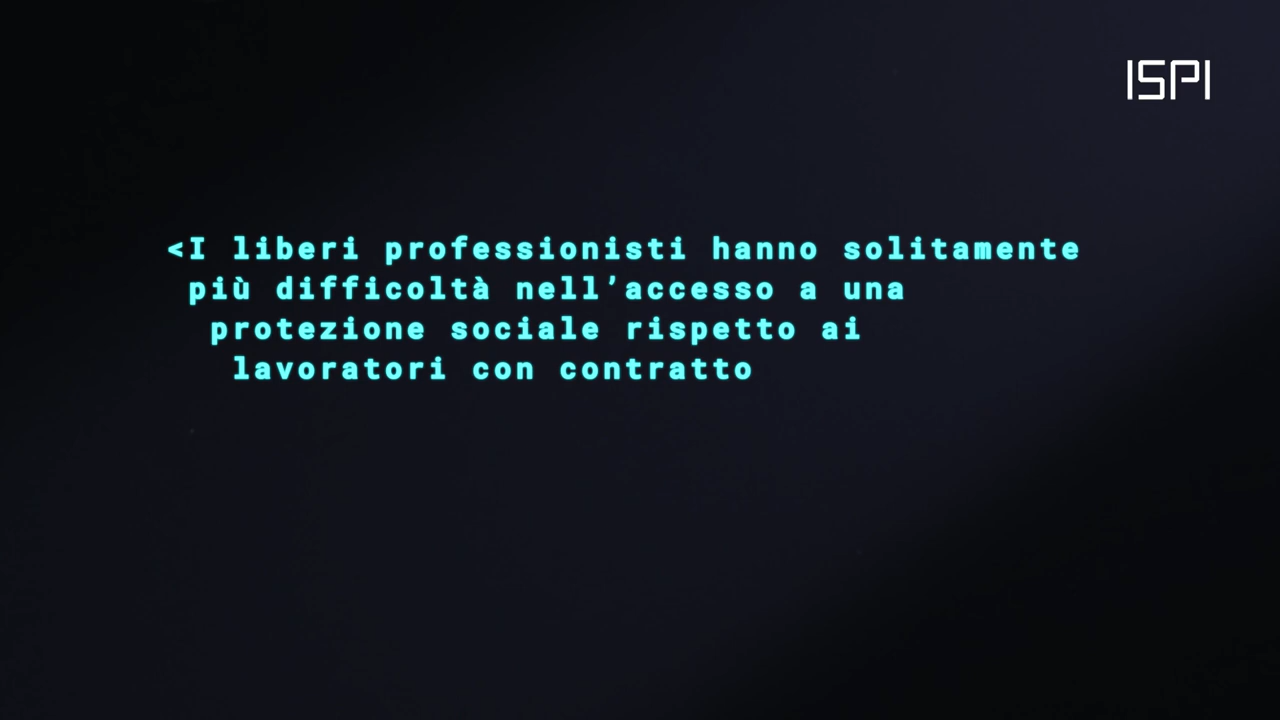 ISPI
<I liberi professionisti hanno solitamente
più difficoltà nell’accesso a una
protezione sociale rispetto ai
lavoratori con contratto